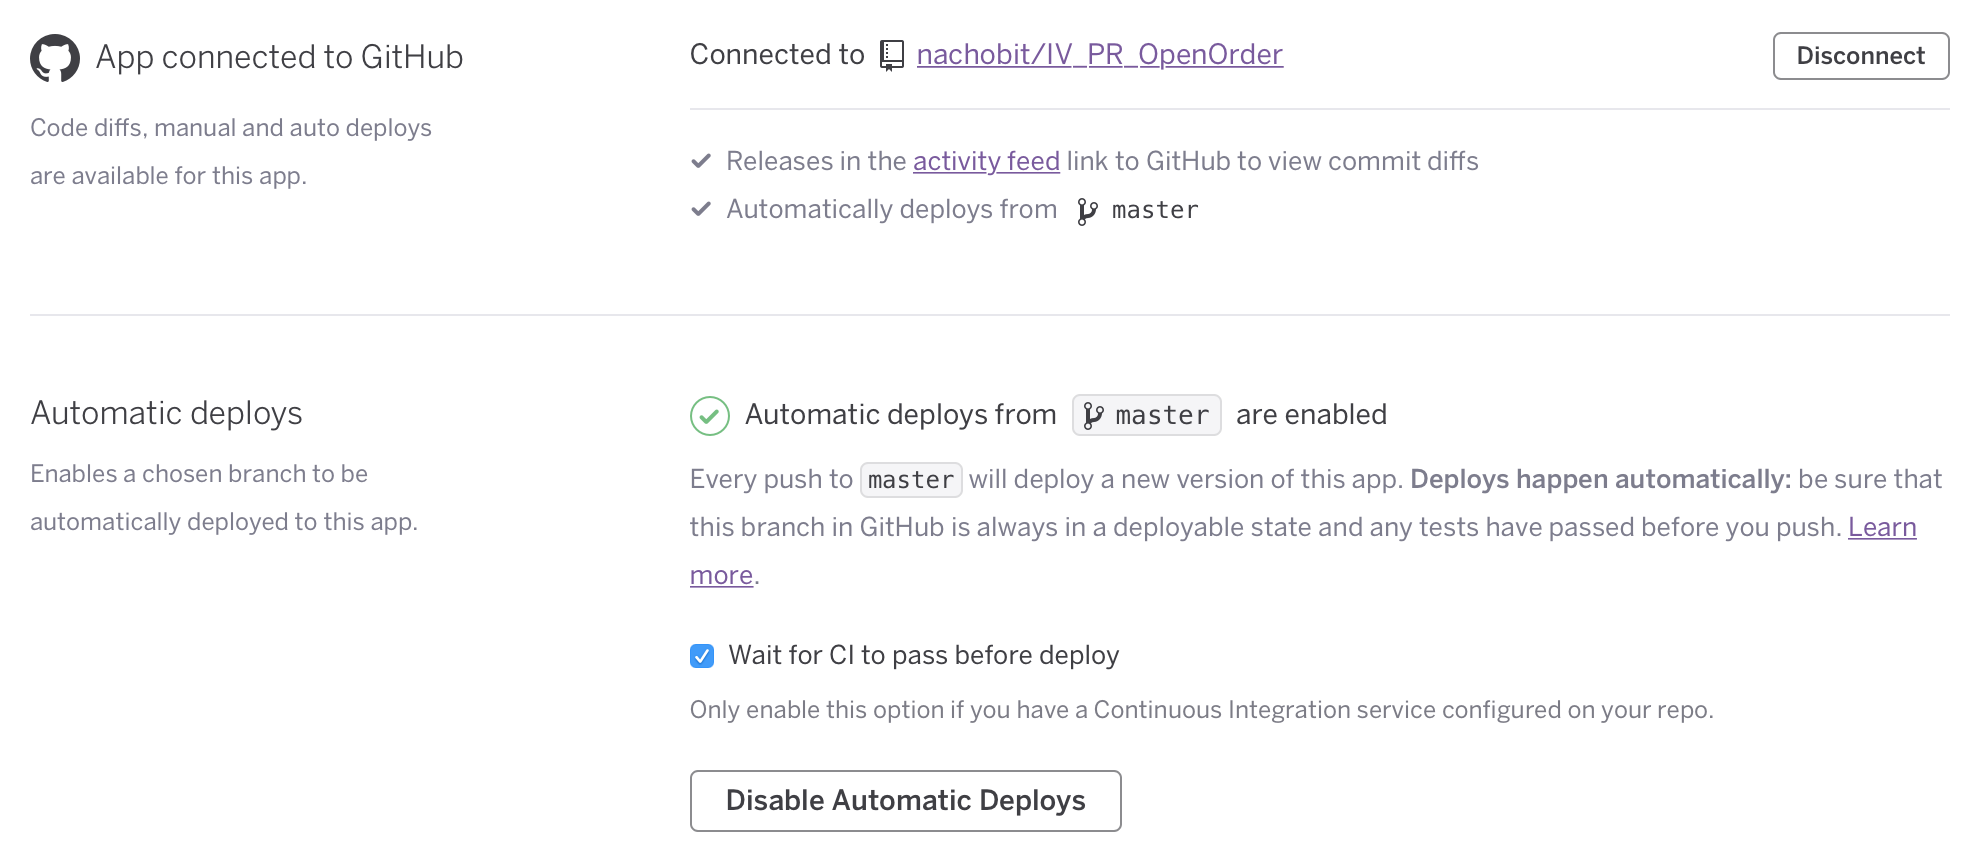 App connected to GitHub
Code diffs, manual and auto deploys
are available for this app.
Connected to nachobit/IV_PR_OpenOrder
Disconnect
Releases in the activity feed link to GitHub to view commit diffs
Automatically deploys from master
Automatic deploys
Enables a chosen branch to be
automatically deployed to this app.
Automatic deploys from master are enabled
Every push to master will deploy a new version of this app. Deploys happen automatically: be sure that
this branch in GitHub is always in a deployable state and any tests have passed before you push. Learn
more.
Wait for CI to pass before deploy
Only enable this option if you have a Continuous Integration service configured on your repo.
Disable Automatic Deploys